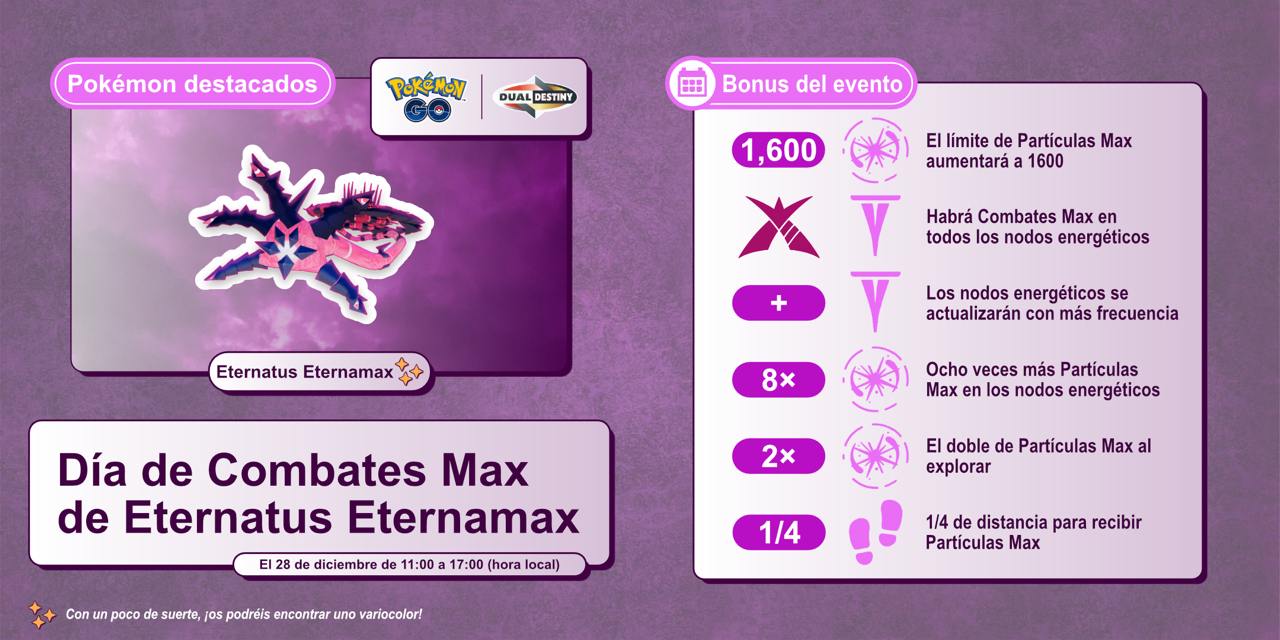 Pokémon destacados
POKÉMON
GO
DUAL DESTINY
Eternatus Eternamax
Día de Combates Max
de Eternatus Eternamax
El 28 de diciembre de 11:00 a 17:00 (hora local)
Con un poco de suerte, ¡os podréis encontrar uno variocolor!
Bonus del evento
1,600
El límite de Partículas Max
aumentará a 1600
Habrá Combates Max en
todos los nodos energéticos
+
Los nodos energéticos se
actualizarán con más frecuencia
8×
Ocho veces más Partículas
Max en los nodos energéticos
2×
El doble de Partículas Max al
explorar
1/4
1/4 de distancia para recibir
Partículas Max